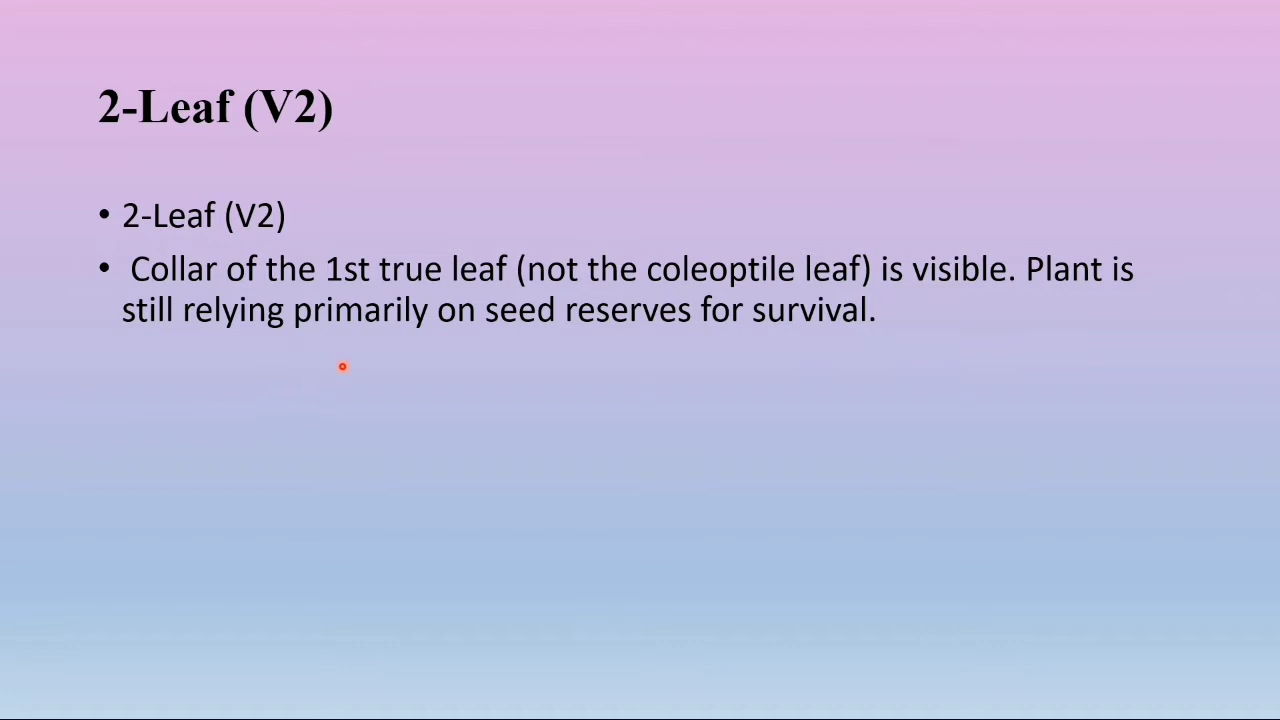 2-Leaf (V2)
• 2-Leaf (V2)
• Collar of the 1st true leaf (not the coleoptile leaf) is visible. Plant is
still relying primarily on seed reserves for survival.